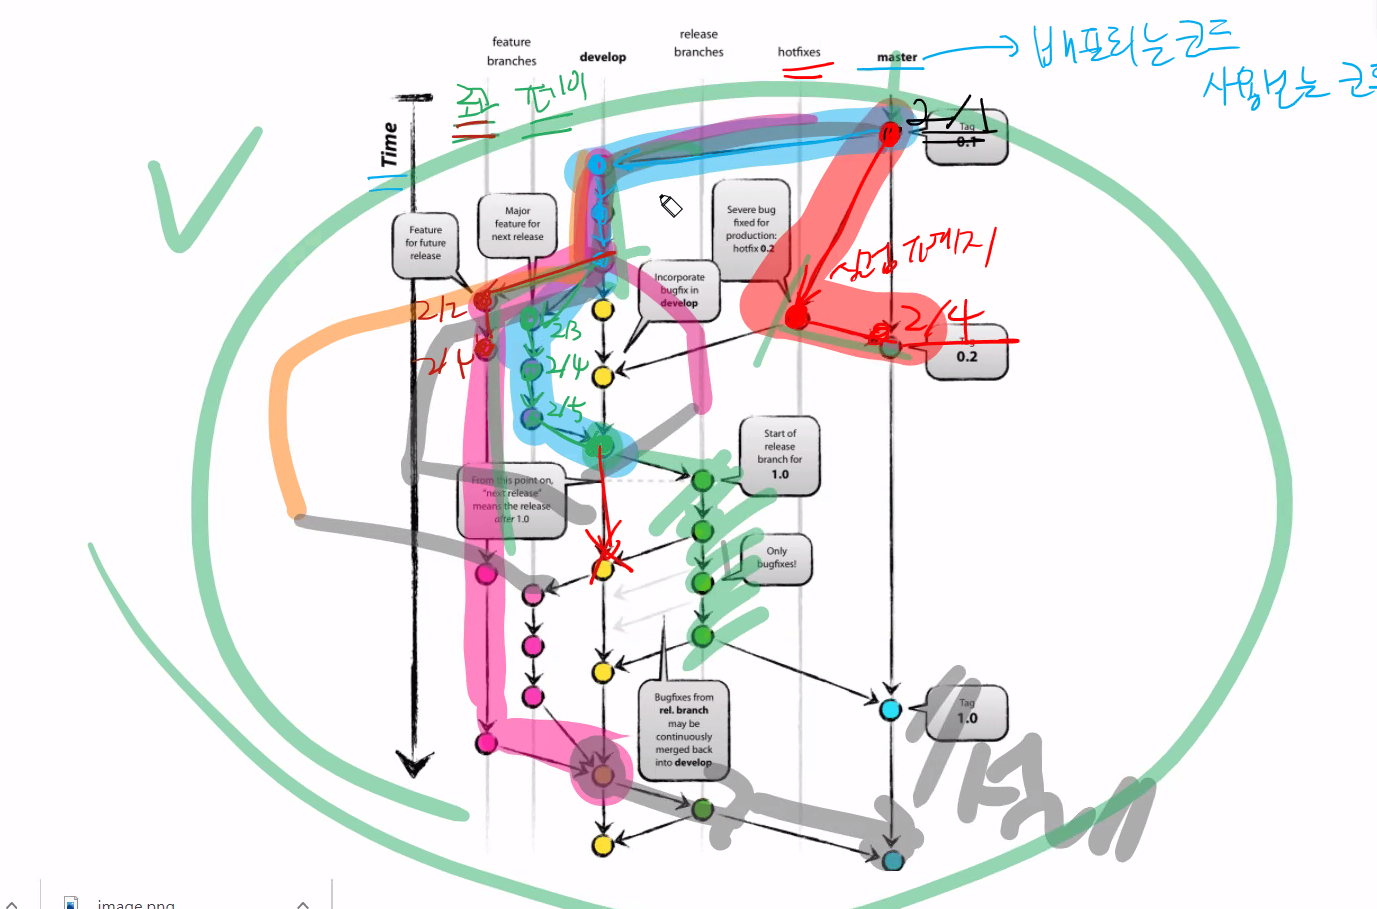 feature
branches
develop
release
branches
hotfixes
master
배포되는 코드
사용보는 코드
Time
2/1
Tag
0.1
Feature
for future
release
Major
feature for
next release
Severe bug
fixed for
production:
hotfix 0.2
Incorporate
bugfix in
develop
2/2
2/3
2/4
2/4
2/5
2/4
Tag
0.2
Start of
release
branch for
1.0
From this point on,
"next release"
means the release
after 1.0
Only
bugfixes!
Bugfixes from
rel. branch
may be
continuously
merged back
into develop
Tag
1.0
image.png